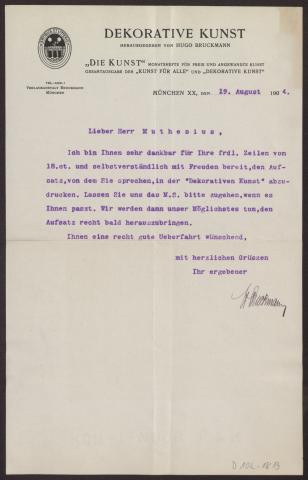 DEKORATIVE KUNST
HERAUSGEGEBEN VON HUGO BRUCKMANN
„DIE KUNST“ MONATSHEFTE FÜR FREIE UND ANGEWANDTE KUNST
GESAMTAUSGABE DER „KUNST FÜR ALLE“ UND „DEKORATIVE KUNST“
VERLAGSANSTALT BRUCKMANN
MÜNCHEN
MÜNCHEN XX, DEN 19. August 1904.
Lieber Herr Muthesius,
Ich bin Ihnen sehr dankbar für Ihre frdl. Zeilen von
18.ct. und selbstverständlich mit Freuden bereit,den Auf-
satz,von dem Sie sprechen,in der "Dekorativen Kunst" abzu-
drucken. Lassen Sie uns das M.S. bitte zugehen,wenn es
Ihnen passt. Wir werden dann unser Möglichstes tun,den
Aufsatz recht bald herauszubringen.
Ihnen eine recht gute Ueberfahrt wünschend,
mit herzlichen Grüszen
Ihr ergebener
H. Bruckmann
D 102-1813